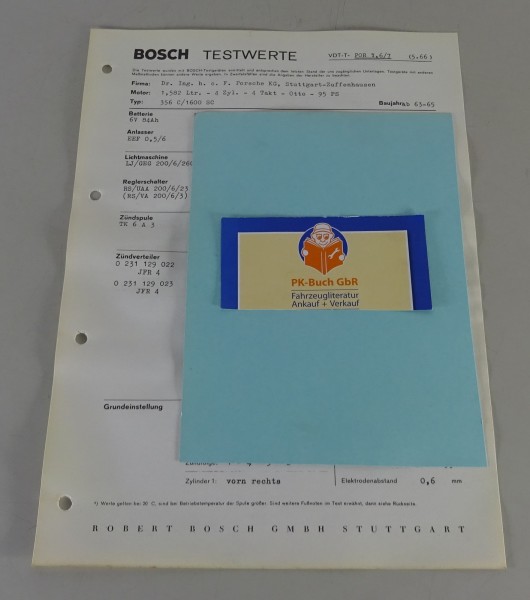 BOSCH TESTWERTE VDT-T- POR 3,5/3 (5.66)
Firma: Dr. Ing. h. c. F. Porsche KG, Stuttgart-Zuffenhausen
Motor: 1,582 Ltr. - 4 Zyl. - 4 Takt - Otto - 95 PS
Typ: 356 C/1600 SC Baujahr: 63-65
Batterie
6V 84Ah
Anlasser
EEF 0,5/6
Lichtmaschine
LJ/GEG 200/6/260
Reglerschalter
RS/UAA 200/6/23
(RS/VA 200/6/3)
Zündspule
TE 6 A 3
Zündverteiler
0 231 129 022
JFR 4
0 231 129 023
JFR 4
PK-Buch GbR
Fahrzeugliteratur
Ankauf + Verkauf
Grundeinstellung
Zylinder 1: vorn rechts Elektrodenabstand 0,6 mm
ROBERT BOSCH GMBH STUTTGART